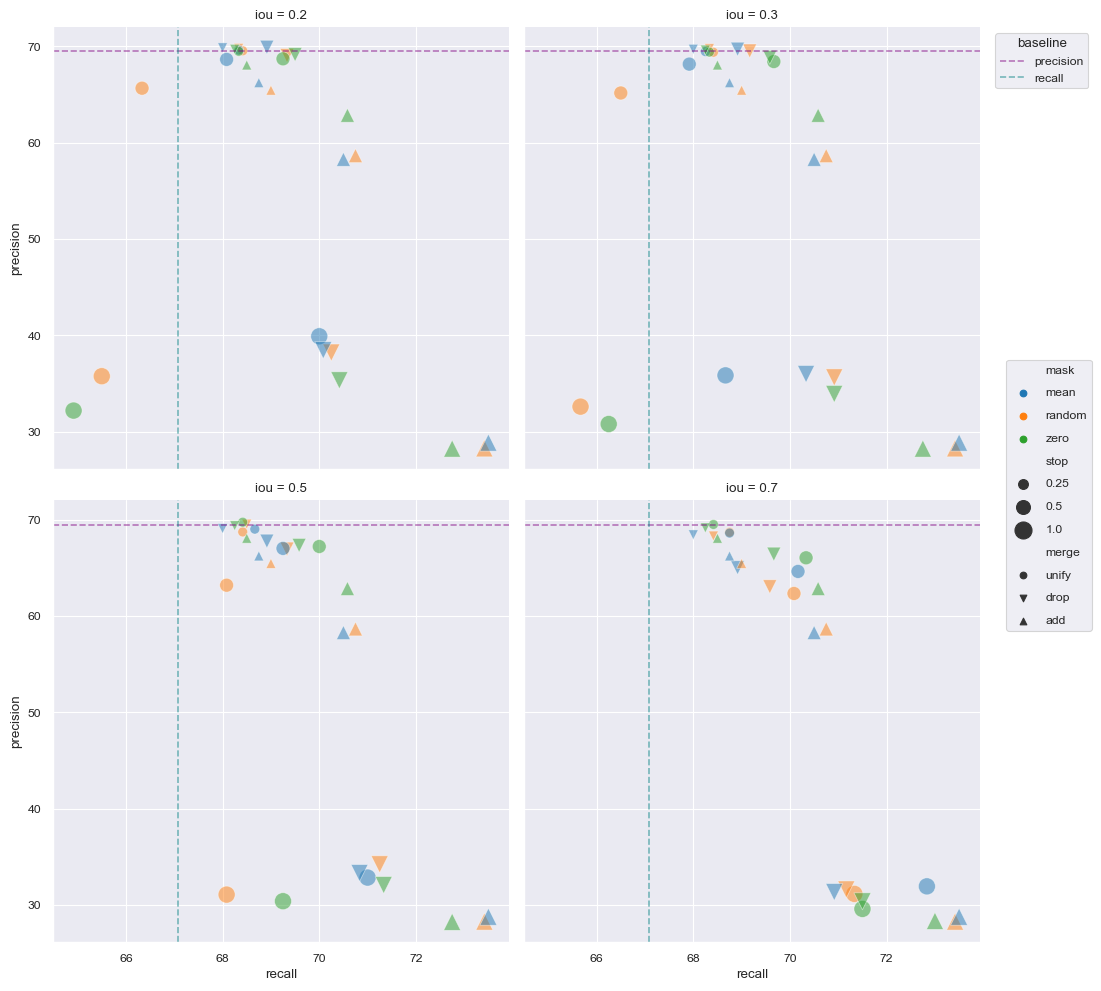 iou = 0.2
iou = 0.3
70
60
50
40
30
precision
baseline
precision
recall
iou = 0.5
iou = 0.7
70
60
50
40
30
precision
66
68
70
72
recall
66
68
70
72
recall
mask
mean
random
zero
stop
0.25
0.5
1.0
merge
unify
drop
add